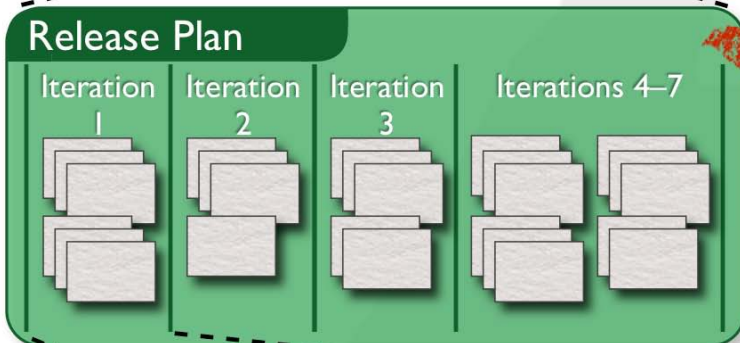 Release Plan
Iteration Iteration Iteration Iterations 4–7
1 2 3